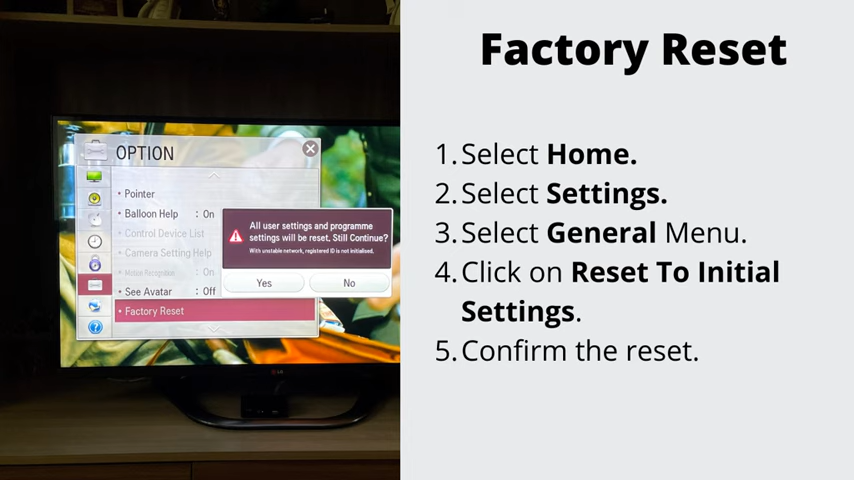 OPTION
• Pointer
• Balloon Help : On
• Control Device List
• Camera Setting Help
• Motion Recognition : On
• See Avatar : Off
• Factory Reset
All user settings and programme
settings will be reset. Still Continue?
With unstable network, registered ID is not initialised.
Yes
No
LG
Factory Reset
1. Select Home.
2. Select Settings.
3. Select General Menu.
4. Click on Reset To Initial
Settings.
5. Confirm the reset.